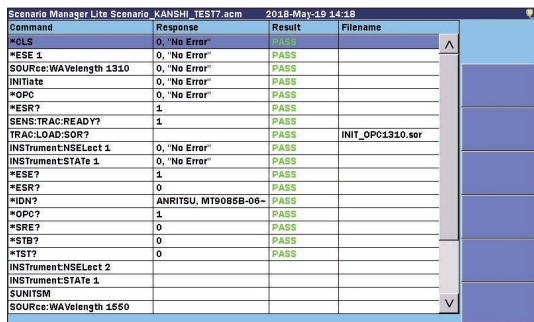 Scenario Manager Lite Scenario_KANSHI_TEST7.acm 2018-May-19 14:18
Command Response Result Filename
*CLS 0, "No Error" PASS
*ESE 1 0, "No Error" PASS
SOURce:WAVelength 1310 0, "No Error" PASS
INITiate 0, "No Error" PASS
*OPC 0, "No Error" PASS
*ESR? 1 PASS
SENS:TRAC:READY? 1 PASS
TRAC:LOAD:SOR? PASS INIT_OPC1310.sor
INSTrument:NSELect 1 0, "No Error" PASS
INSTrument:STATe 1 0, "No Error" PASS
*ESE? 1 PASS
*ESR? 0 PASS
*IDN? ANRITSU, MT9085B-06~ PASS
*OPC? 1 PASS
*SRE? 0 PASS
*STB? 0 PASS
*TST? 0 PASS
INSTrument:NSELect 2
INSTrument:STATe 1
$UNITSM
SOURce:WAVelength 1550